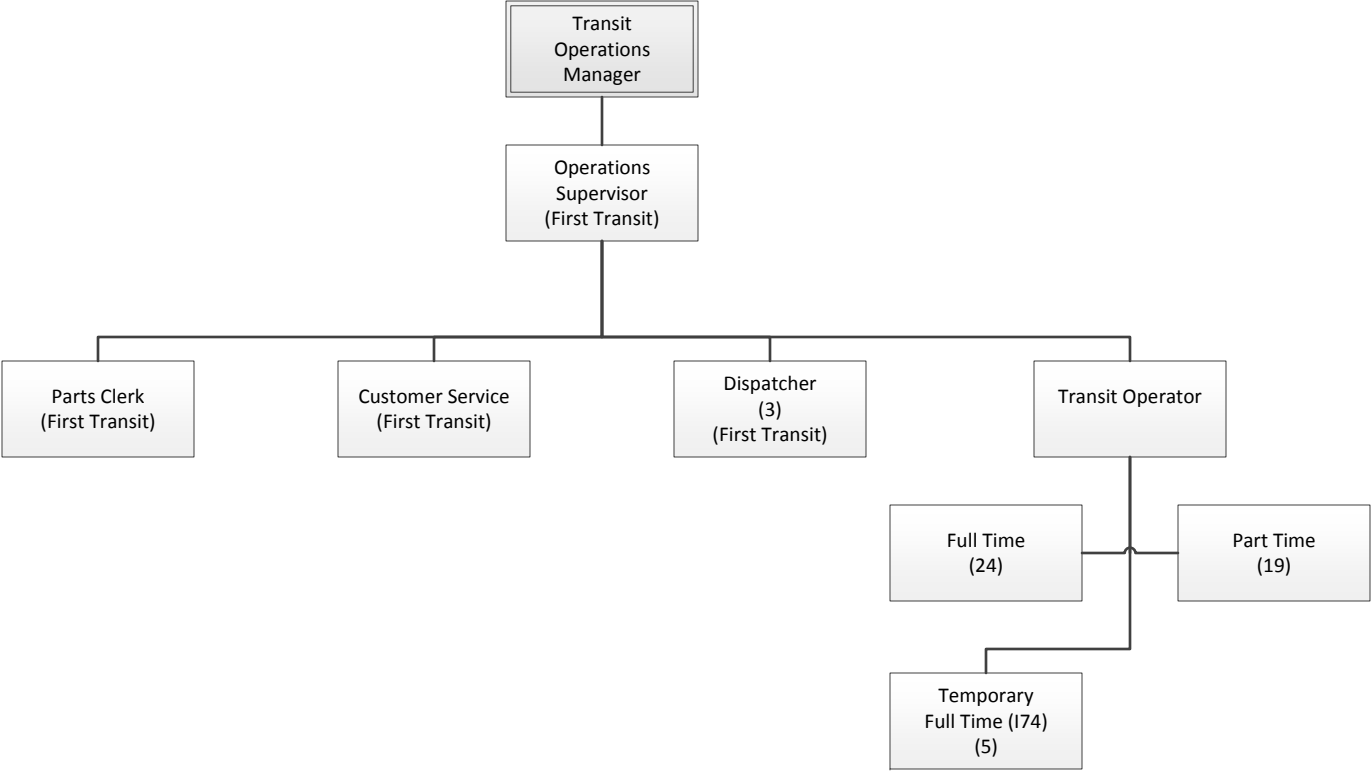 Transit
Operations
Manager
Operations
Supervisor
(First Transit)
Parts Clerk
(First Transit)
Customer Service
(First Transit)
Dispatcher
(3)
(First Transit)
Transit Operator
Full Time
(24)
Part Time
(19)
Temporary
Full Time (I74)
(5)